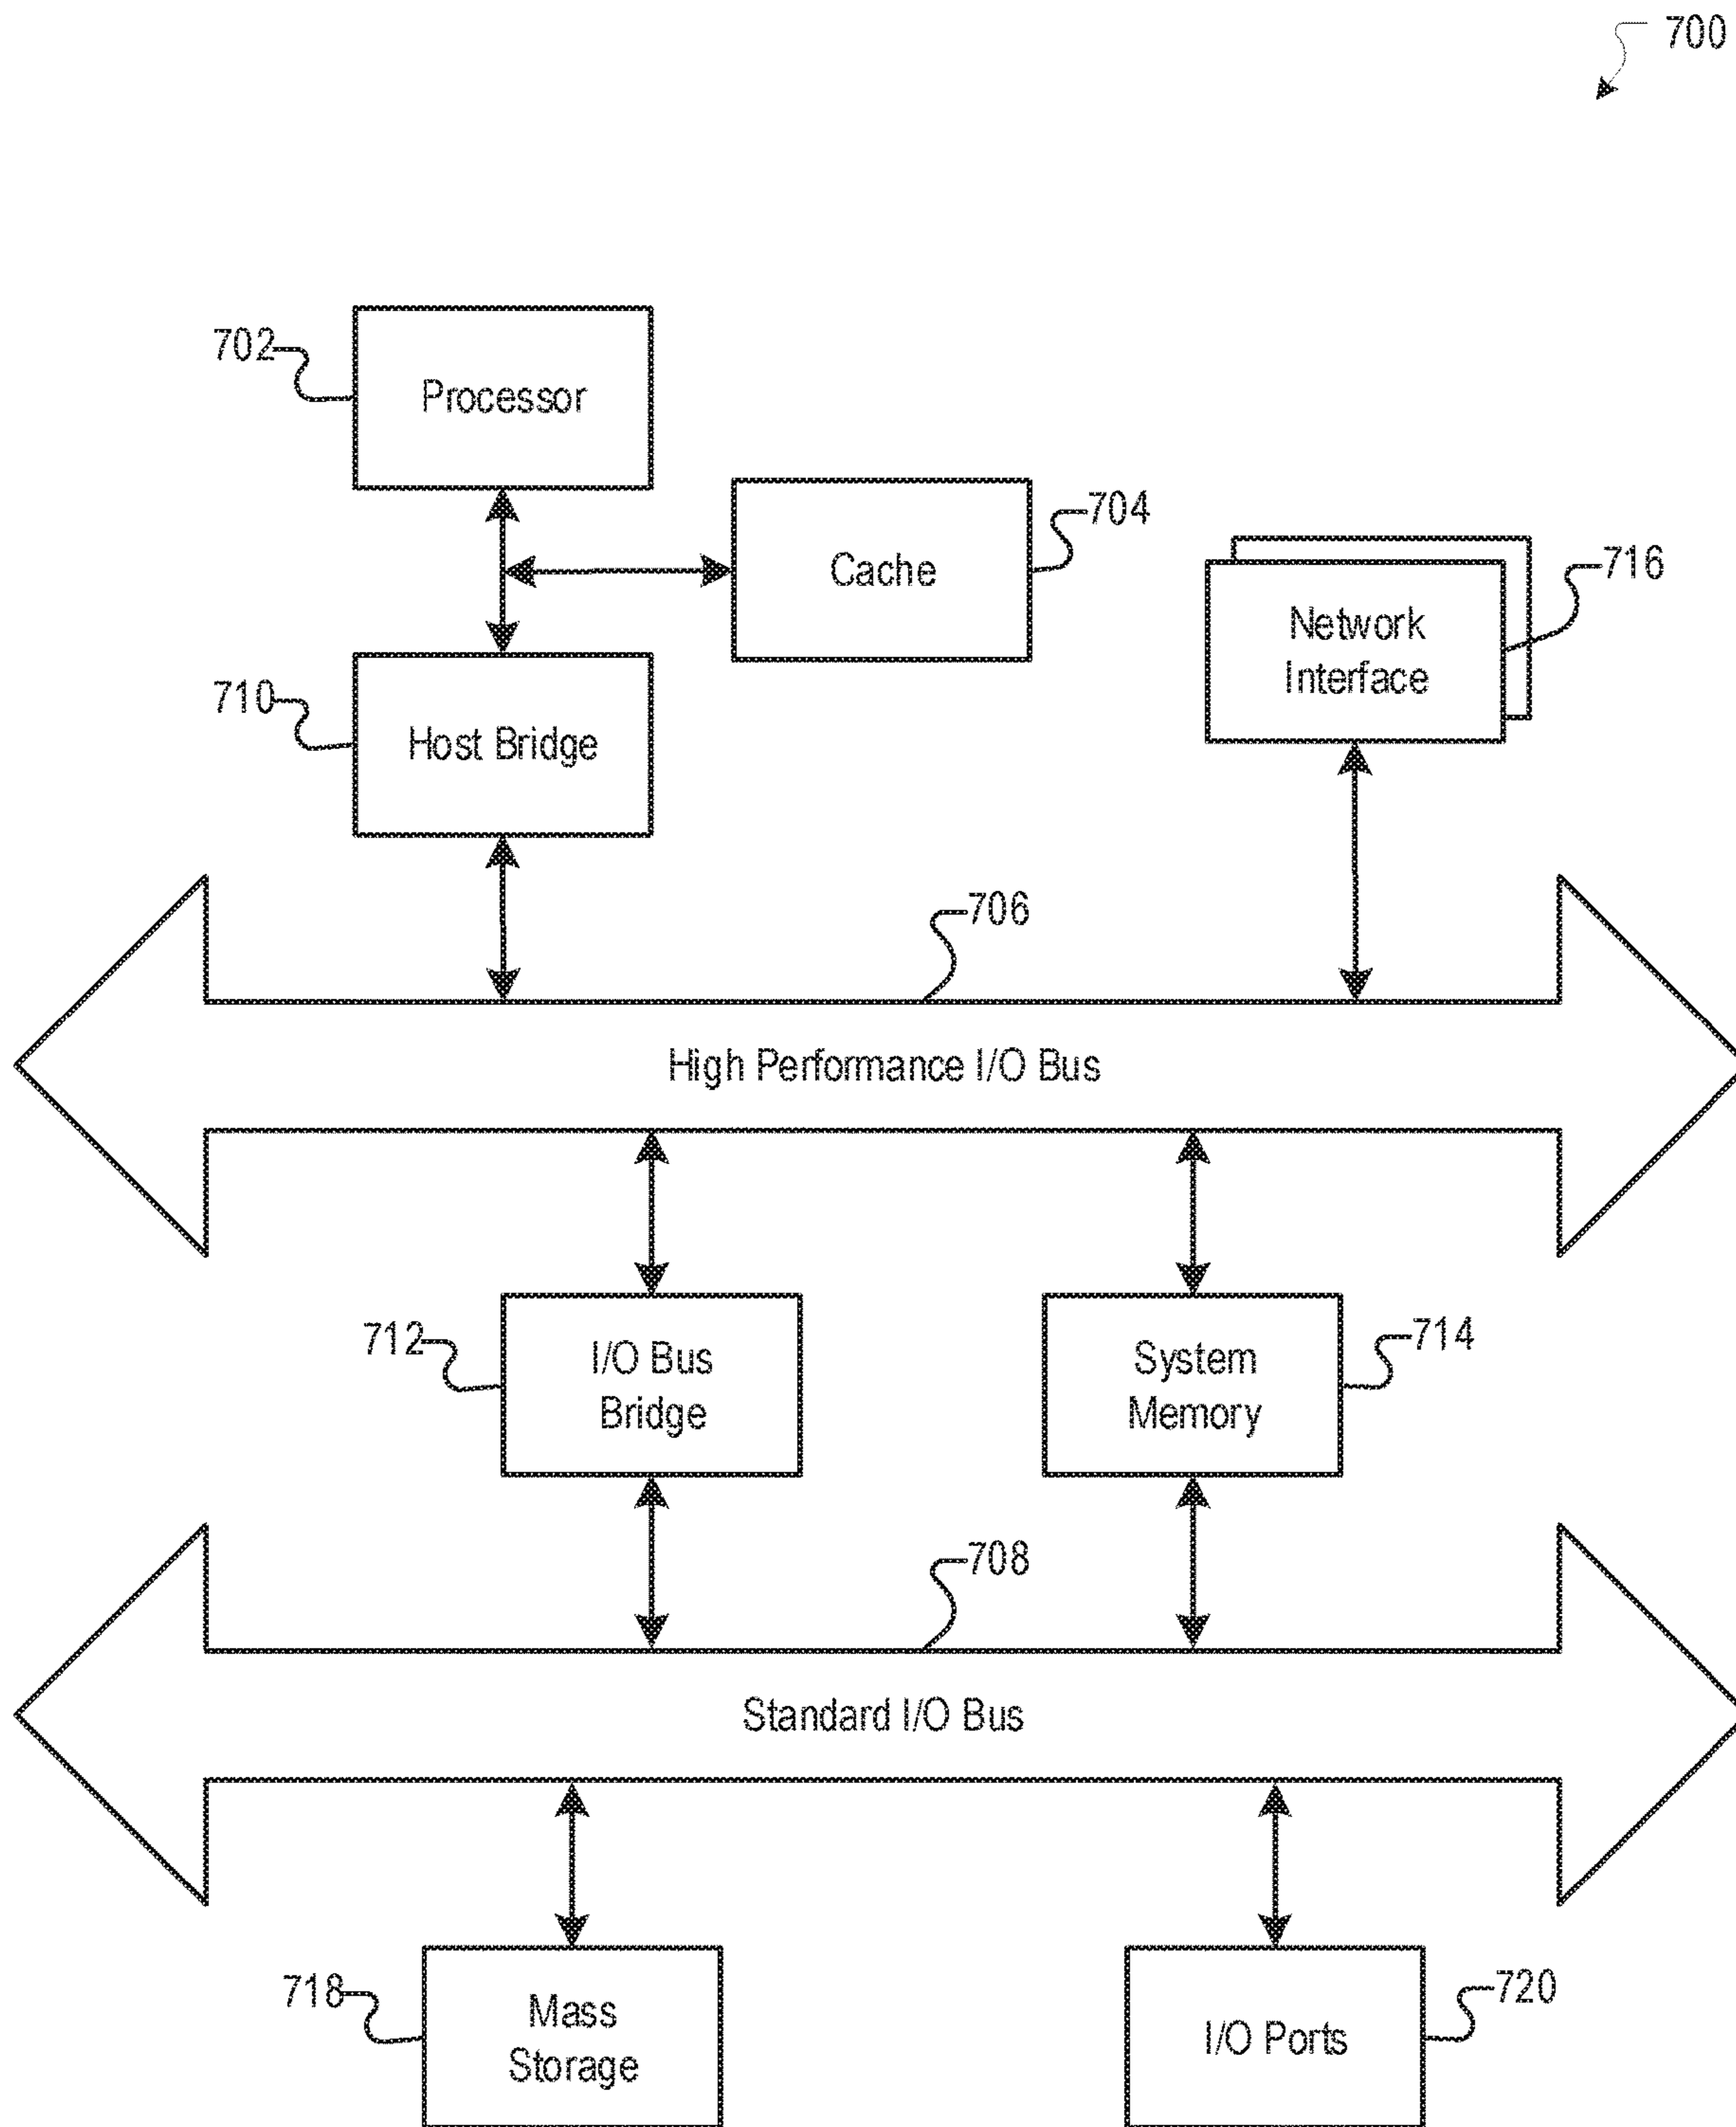 700
702
Processor
704
Cache
716
Network
Interface
710
Host Bridge
706
High Performance I/O Bus
712
I/O Bus
Bridge
714
System
Memory
708
Standard I/O Bus
718
Mass
Storage
720
I/O Ports